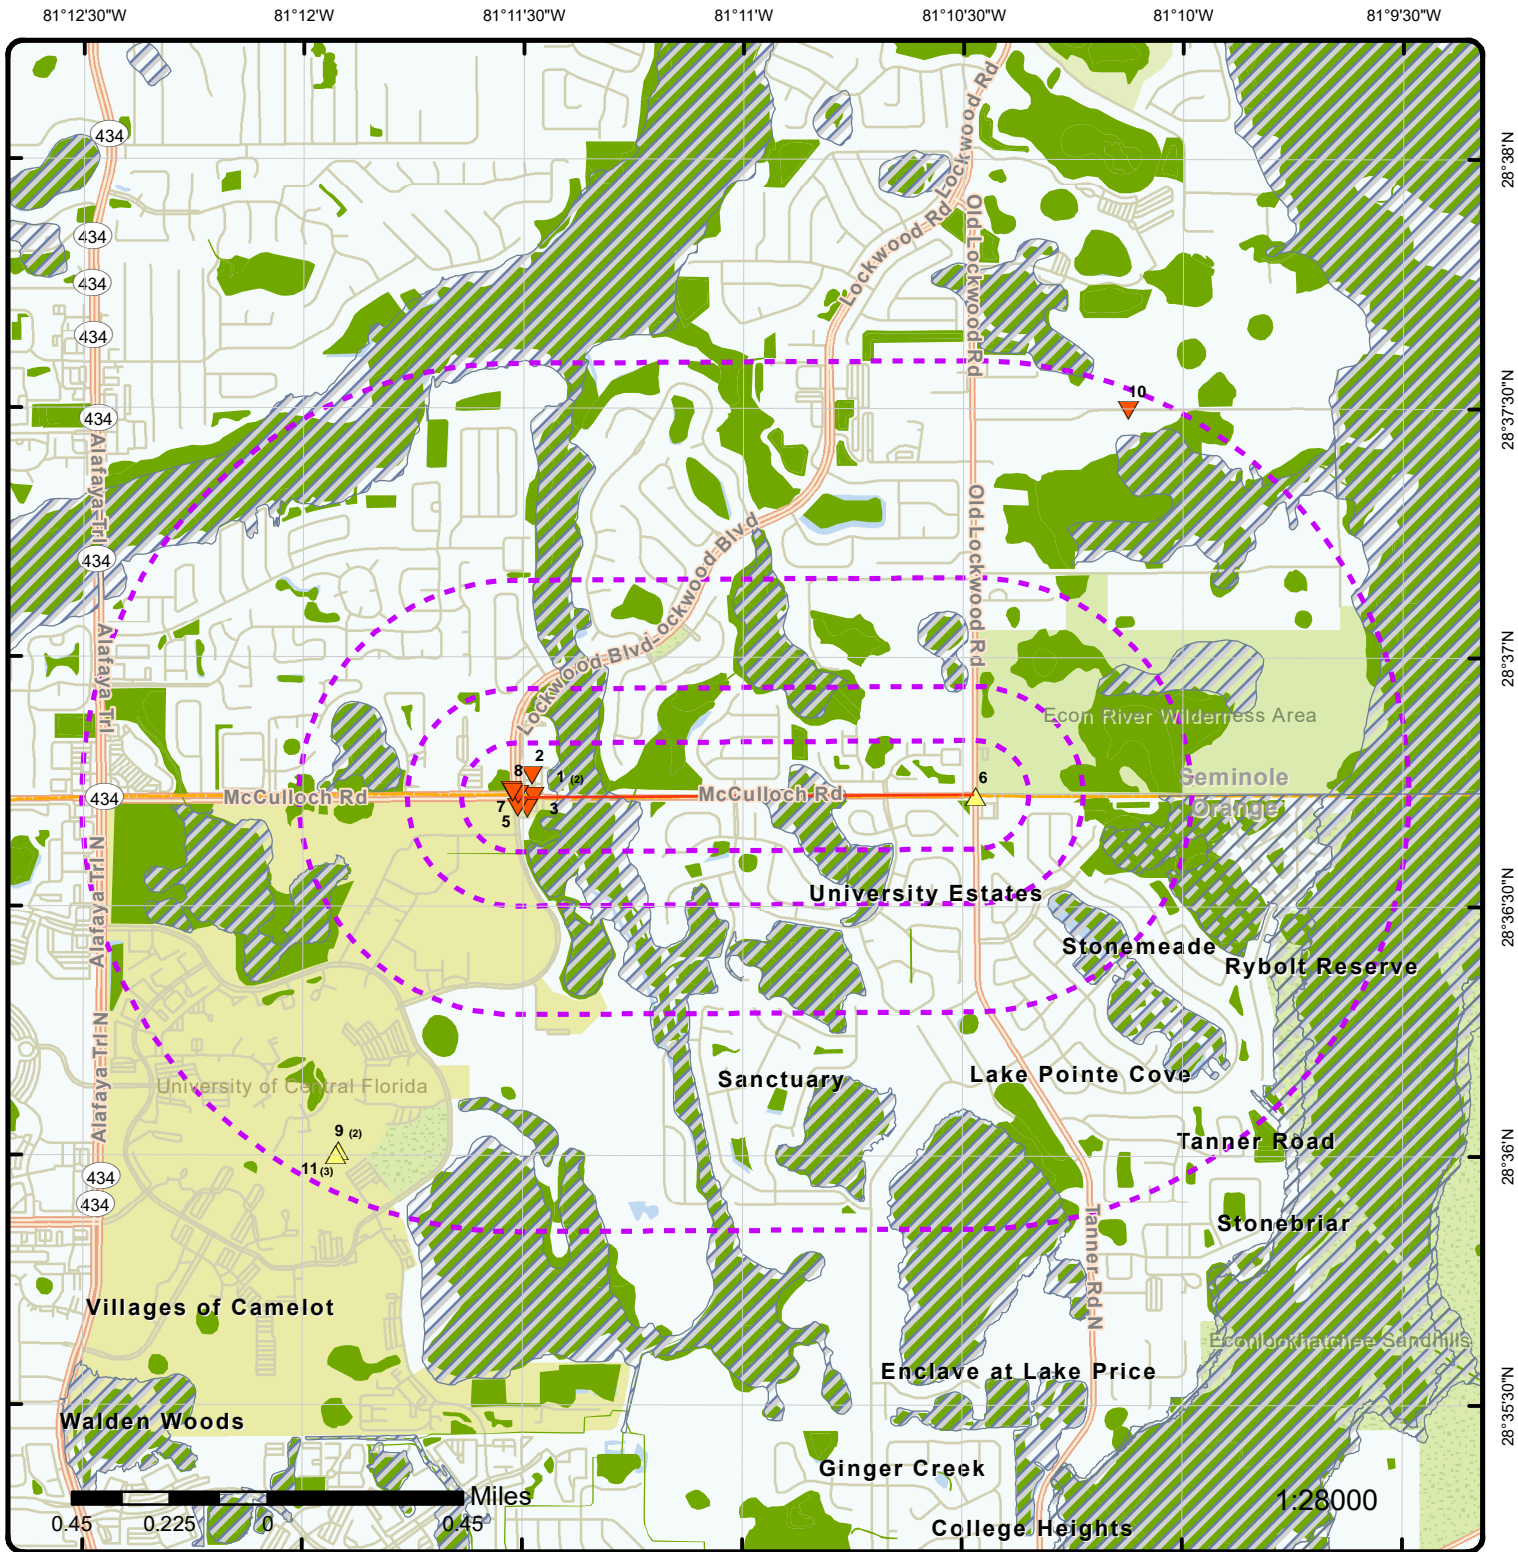 81°12'30"W 81°12'W 81°11'30"W 81°11'W 81°10'30"W 81°10'W 81°9'30"W
28°38'N
28°37'30"N
28°37'N
28°36'30"N
28°36'N
28°35'30"N
434
434
434
434
434
434
434
434
434
Alafaya Trl
Alafaya Trl
Alafaya Trl N
Alafaya Trl N
Lockwood Rd
Lockwood Rd
Old Lockwood Rd
Old Lockwood Rd
Lockwood Blvd
Lockwood Blvd
Lockwood Blvd
10
Econ River Wilderness Area
Seminole
Orange
2
8
1 (2)
7
3
5
6
McCulloch Rd
McCulloch Rd
University Estates
Stonemeade
Rybolt Reserve
Sanctuary
Lake Pointe Cove
University of Central Florida
9 (2)
11 (3)
Tanner Road
Stonebriar
Tanner Rd N
Villages of Camelot
Econlockhatchee Sandhills
Enclave at Lake Price
Walden Woods
Ginger Creek
College Heights
Miles
0.45 0.225 0 0.45
1:28000